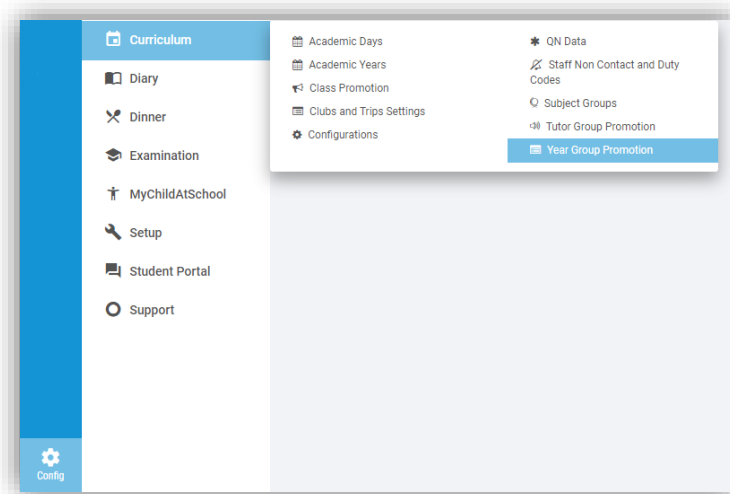 Curriculum
Diary
Dinner
Examination
MyChildAtSchool
Setup
Student Portal
Support
Academic Days
Academic Years
Class Promotion
Clubs and Trips Settings
Configurations
QN Data
Staff Non Contact and Duty
Codes
Subject Groups
Tutor Group Promotion
Year Group Promotion
Config